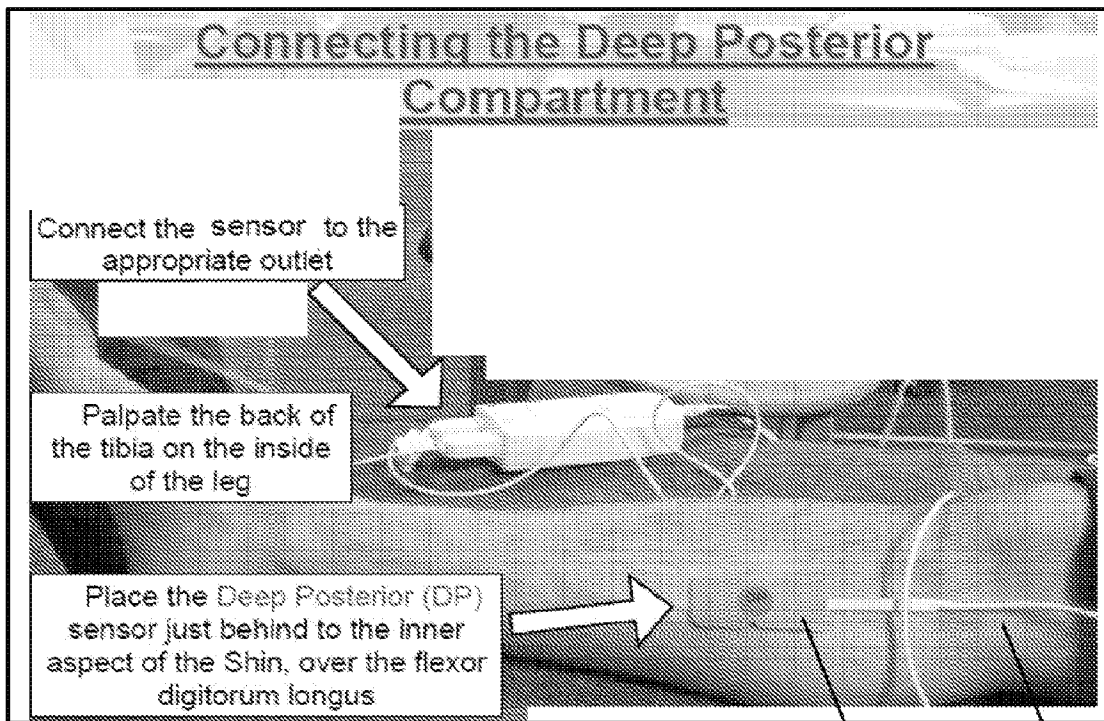 Connecting the Deep Posterior
Compartment
Connect the sensor to the
appropriate outlet
Palpate the back of
the tibia on the inside
of the leg
Place the Deep Posterior (DP)
sensor just behind to the inner
aspect of the Shin, over the flexor
digitorum longus